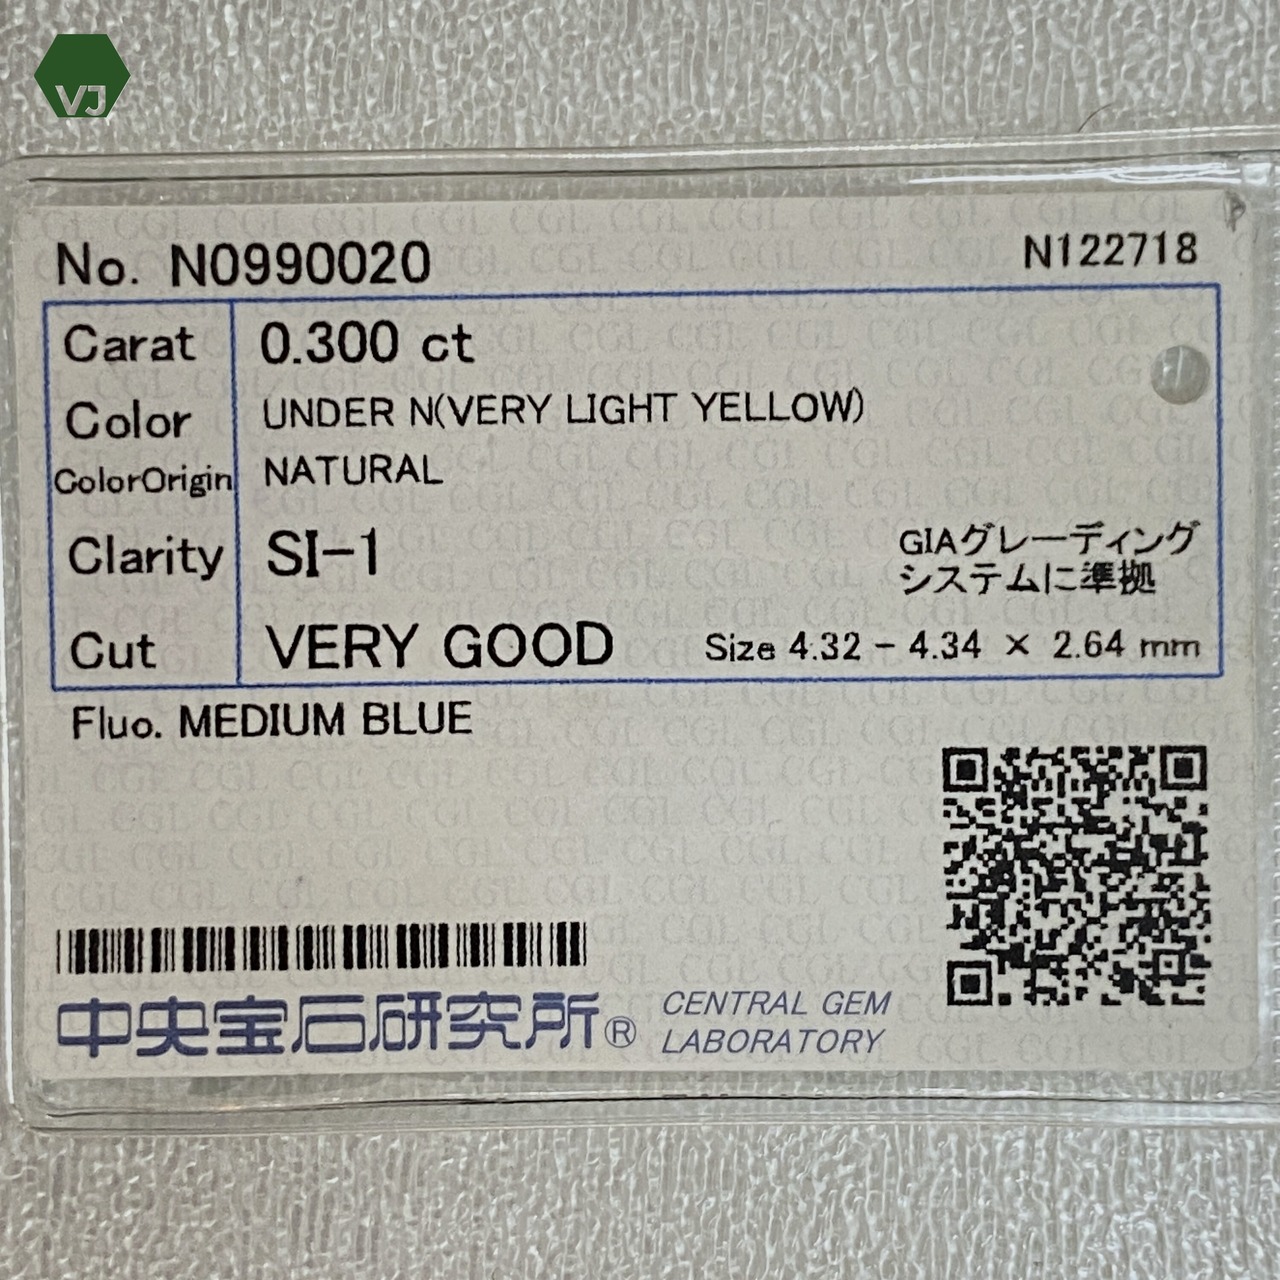 VJ
No. N0990020 N122718
Carat 0.300 ct
Color UNDER N(VERY LIGHT YELLOW)
ColorOrigin NATURAL
Clarity SI-1
GIAグレーディング
システムに準拠
Cut VERY GOOD Size 4.32 - 4.34 × 2.64 mm
Fluo. MEDIUM BLUE
中央宝石研究所® CENTRAL GEM
LABORATORY